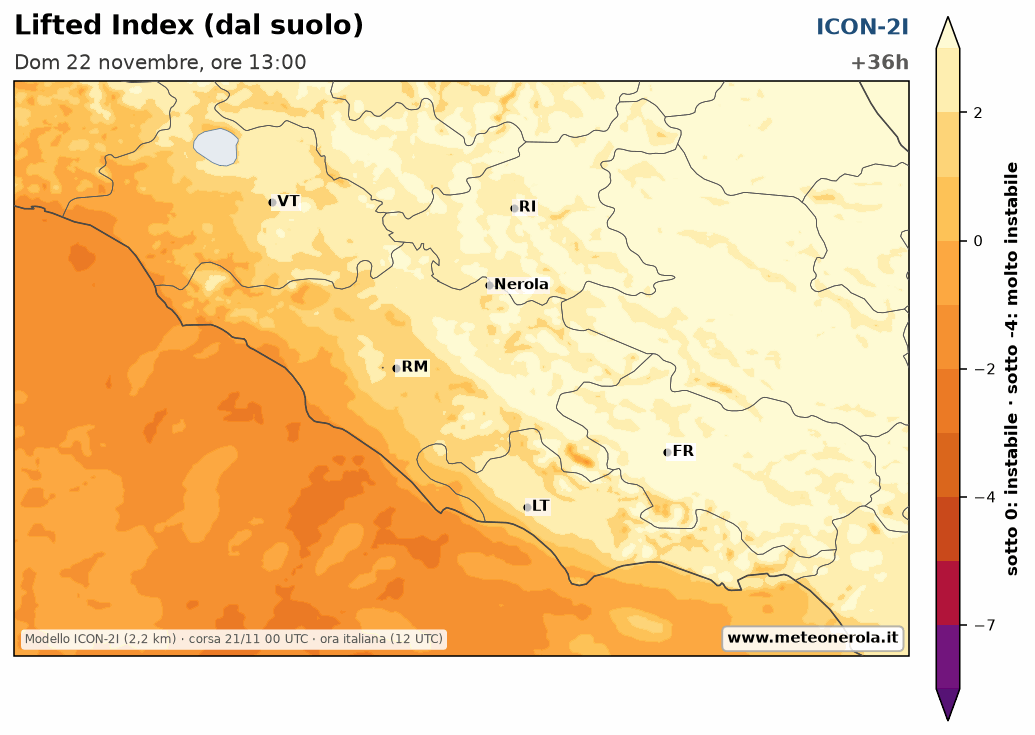 Lifted Index (dal suolo)
ICON-2I
Dom 22 novembre, ore 13:00
+36h
VT
RI
Nerola
RM
FR
LT
Modello ICON-2I (2,2 km) · corsa 21/11 00 UTC · ora italiana (12 UTC)
www.meteonerola.it
2
0
−2
−4
−7
sotto 0: instabile · sotto -4: molto instabile